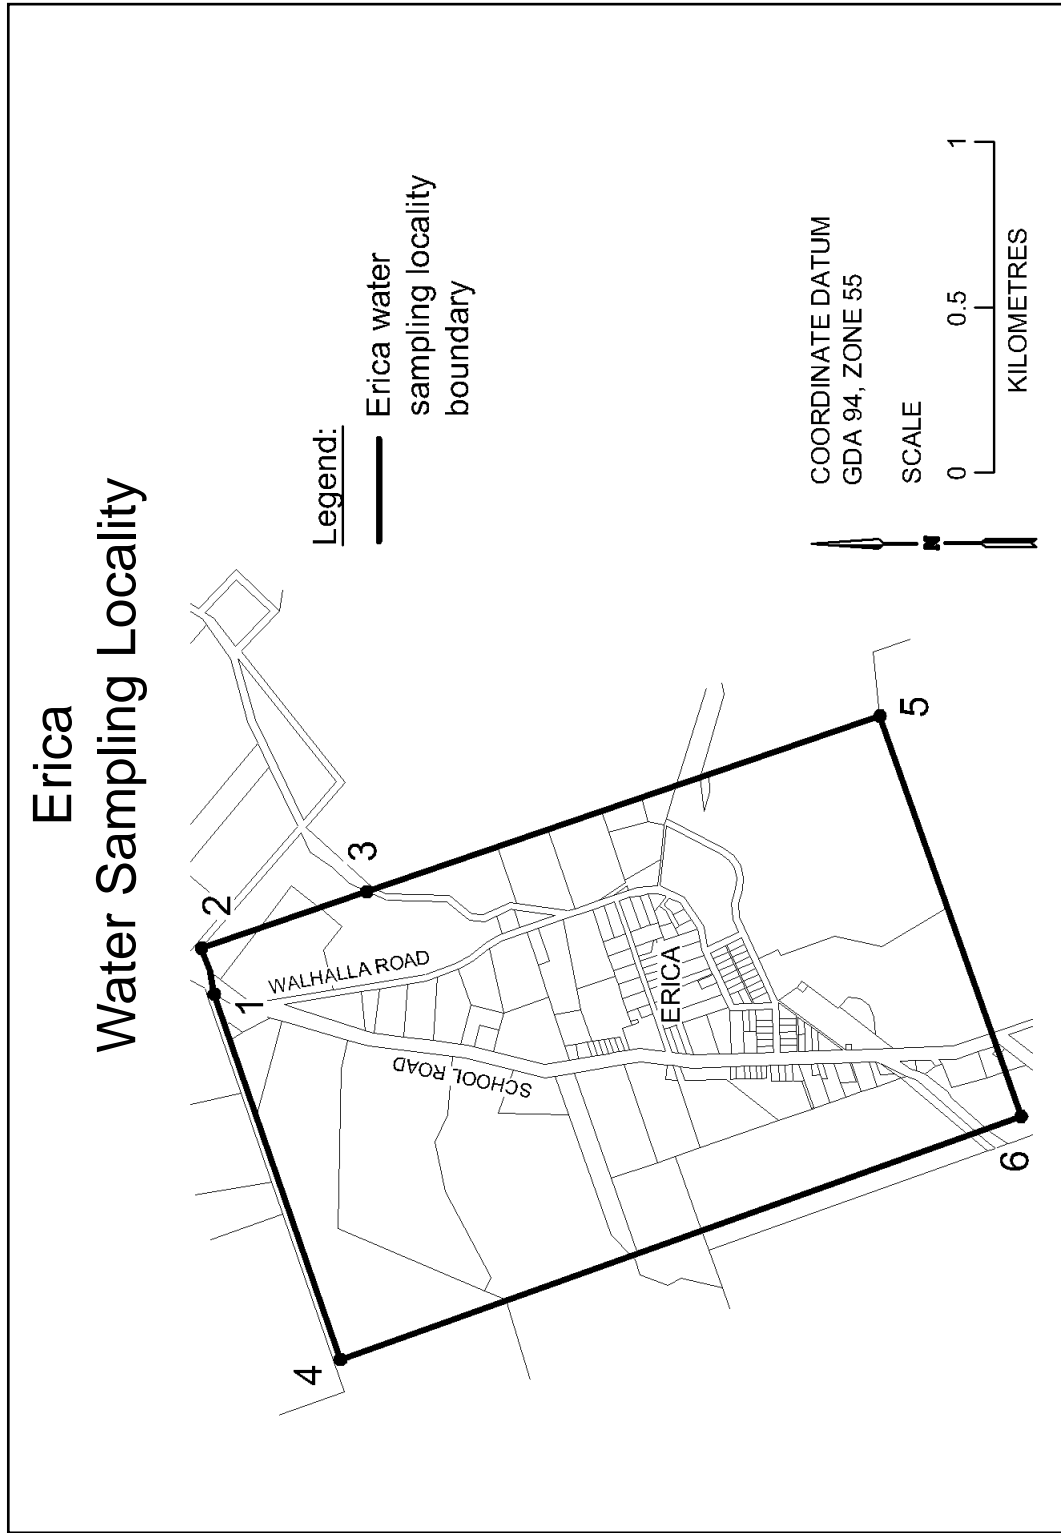 Erica
Water Sampling Locality
Legend:
Erica water
sampling locality
boundary
2
1
3
4
WALHALLA ROAD
SCHOOL ROAD
ERICA
5
6
COORDINATE DATUM
GDA 94, ZONE 55
SCALE
0 0.5 1
KILOMETRES
N